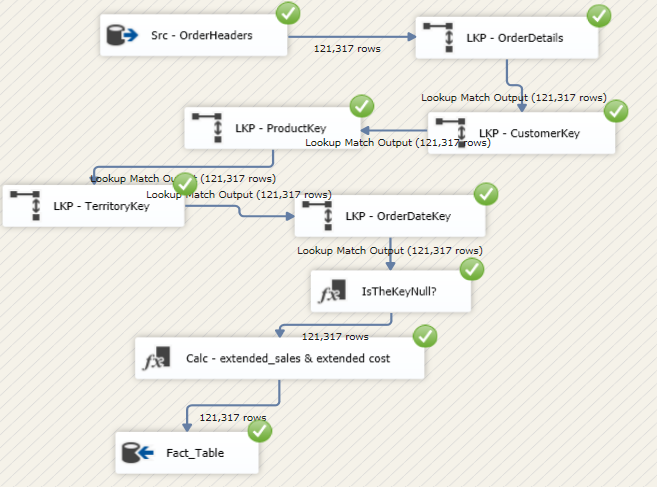 Src - OrderHeaders
121,317 rows
LKP - OrderDetails
Lookup Match Output (121,317 rows)
LKP - CustomerKey
Lookup Match Output (121,317 rows)
LKP - ProductKey
Lookup Match Output (121,317 rows)
LKP - TerritoryKey
Lookup Match Output (121,317 rows)
LKP - OrderDateKey
Lookup Match Output (121,317 rows)
IsTheKeyNull?
121,317 rows
Calc - extended_sales & extended cost
121,317 rows
Fact_Table